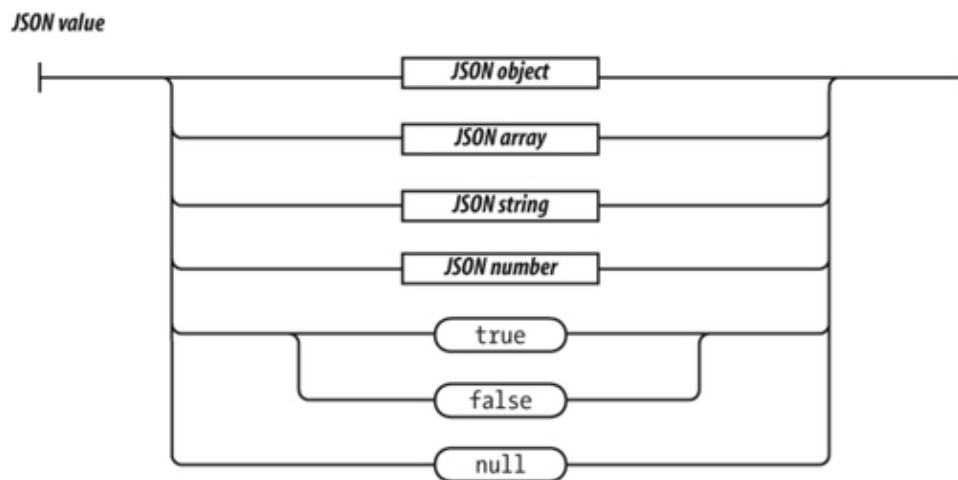 JSON value
JSON object
JSON array
JSON string
JSON number
true
false
null